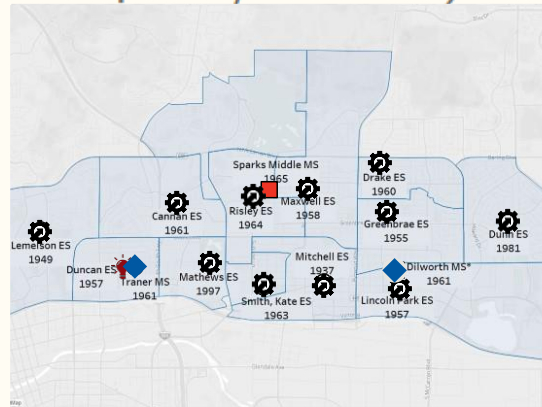 Sparks Middle MS
1965
Drake ES
1960
Risley ES
1964
Maxwell ES
1958
Cannan ES
1961
Greenbrae ES
1955
Dunn ES
1981
Lemelson ES
1949
Duncan ES
1957
Traner MS
1961
Mathews ES
1997
Mitchell ES
1937
Smith, Kate ES
1963
Dilworth MS*
1961
Lincoln Park ES
1957